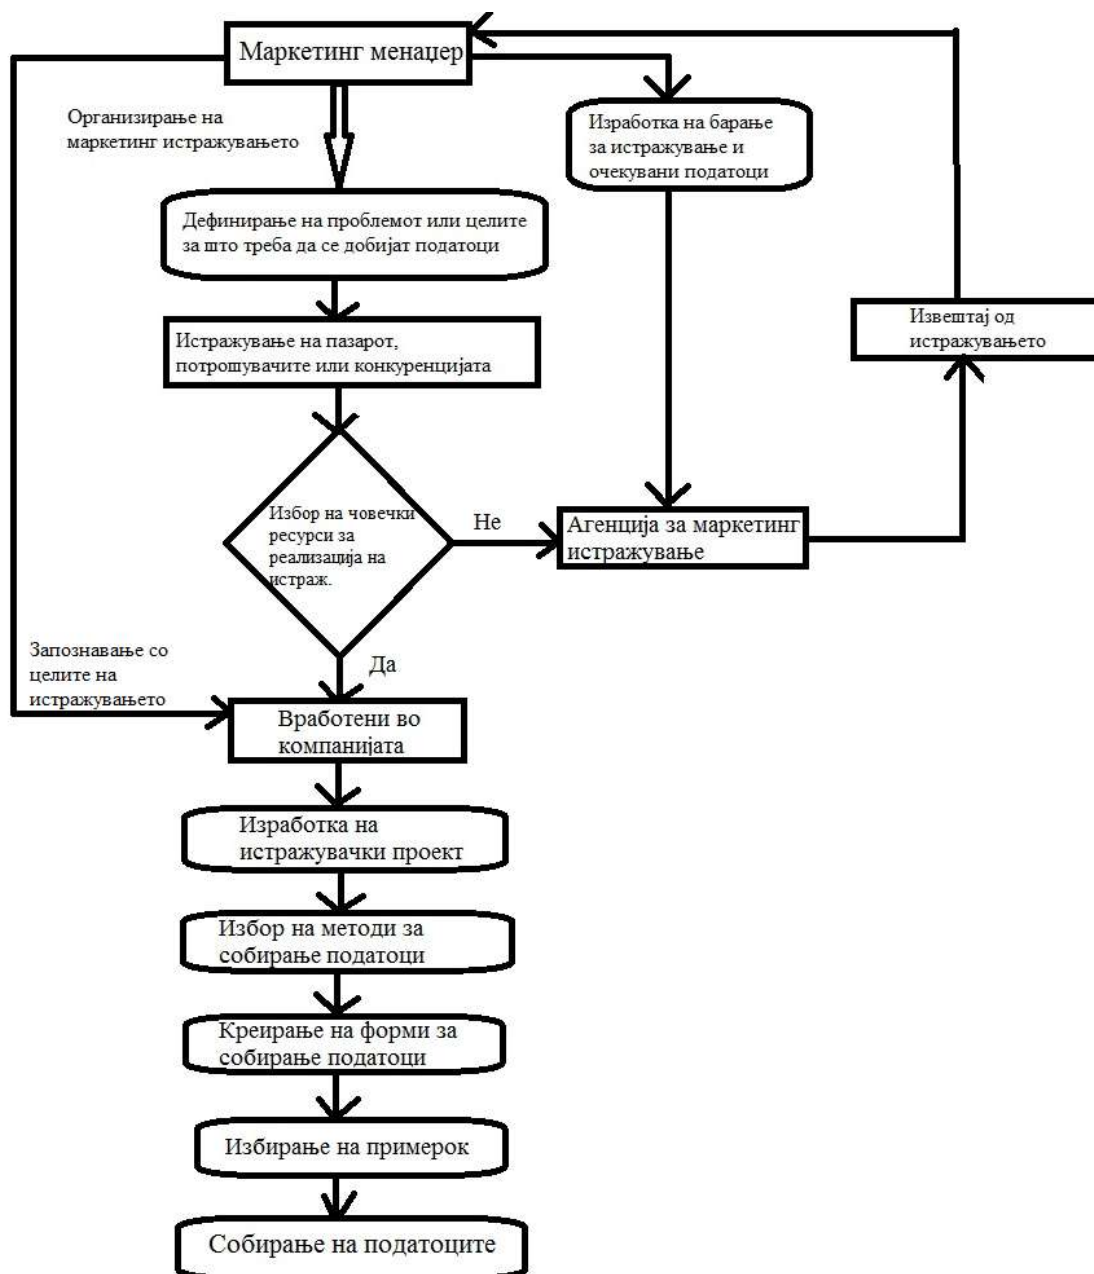 Маркетинг менаџер
Организирање на
маркетинг истражувањето
Изработка на барање
за истражување и
очекувани податоци
Дефинирање на проблемот или целите
за што треба да се добијат податоци
Извештај од
истражувањето
Истражување на пазарот,
потрошувачите или конкуренцијата
Избор на човечки
ресурси за
реализација на
истраж.
Не
Агенција за маркетинг
истражување
Да
Запознавање со
целите на
истражувањето
Вработени во
компанијата
Изработка на
истражувачки проект
Избор на методи за
собирање податоци
Креирање на форми за
собирање податоци
Избирање на примерок
Собирање на податоците